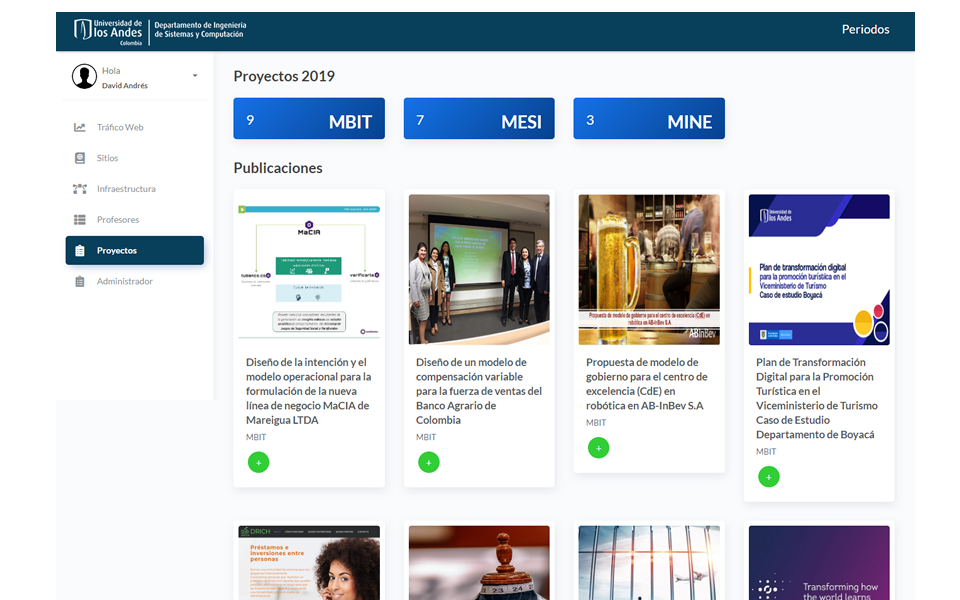 Universidad de
los Andes
Colombia
Departamento de Ingeniería
de Sistemas y Computación
Periodos
Hola
David Andrés
Tráfico Web
Sitios
Infraestructura
Profesores
Proyectos
Administrador
Proyectos 2019
9
MBIT
7
MESI
3
MINE
Publicaciones
MaCIA
tuberco.co
verificarte
Universidad de
los Andes
Plan de transformación digital
para la promoción turística en el
Viceministerio de Turismo
Caso de estudio Boyacá
Propuesta de modelo de gobierno para el centro de excelencia (CdE) en
robótica en AB-InBev S.A
ABInBev
Diseño de la intención y el
modelo operacional para la
formulación de la nueva
línea de negocio MaCIA de
Mareigua LTDA
MBIT
+
Diseño de un modelo de
compensación variable
para la fuerza de ventas del
Banco Agrario de
Colombia
MBIT
+
Propuesta de modelo de
gobierno para el centro de
excelencia (CdE) en
robótica en AB-InBev S.A
MBIT
+
Plan de Transformación
Digital para la Promoción
Turística en el
Viceministerio de Turismo
Caso de Estudio
Departamento de Boyacá
MBIT
+
DRICH
Préstamos e
inversiones entre
personas
23 24
Transforming how
the world learns